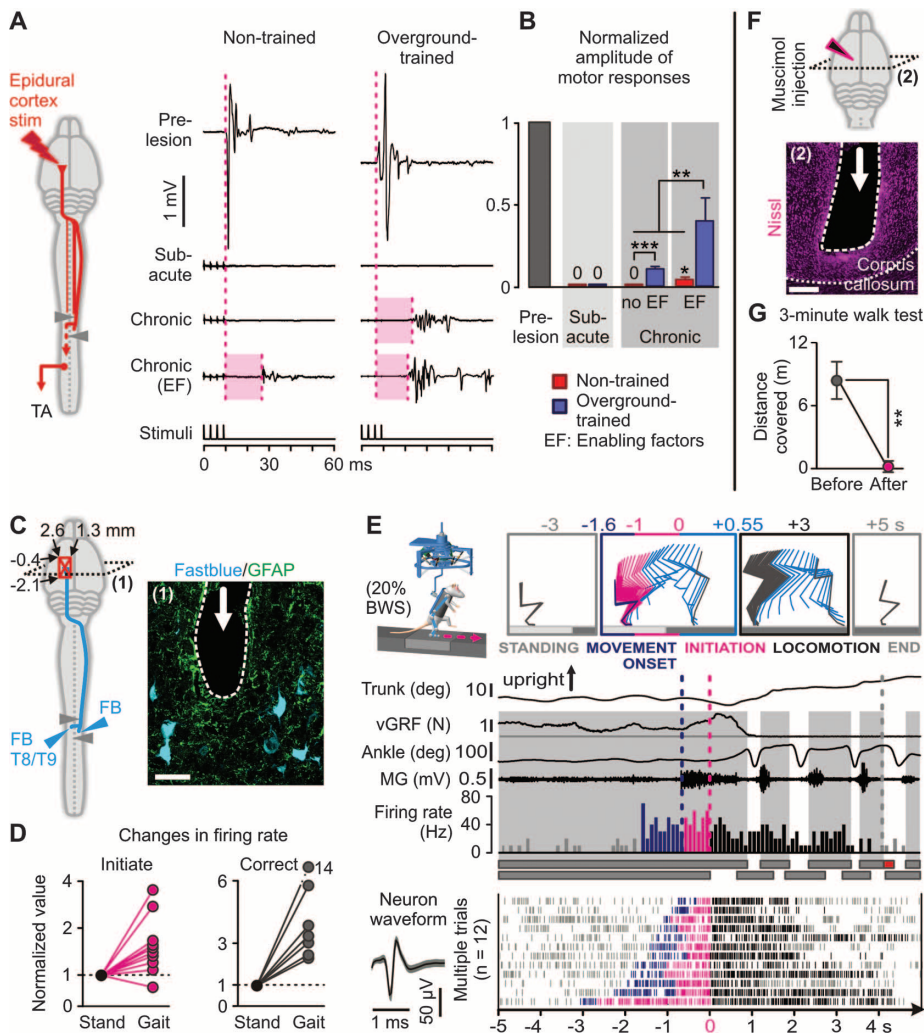 A
Non-trained
Overground-
trained
Epidural
cortex
stim
Pre-
lesion
1 mV
Sub-
acute
Chronic
Chronic
(EF)
TA
Stimuli
0 30 60 ms
B
Normalized
amplitude of
motor responses
1
0.5
0
0 0 0
***
**
*
no EF EF
Pre-
lesion
Sub-
acute
Chronic
Non-trained
Overground-
trained
EF: Enabling factors
F
Muscimol
injection
(2)
(2)
Nissl
Corpus
callosum
G 3-minute walk test
Distance
covered (m)
12
6
0
**
Before After
C
2.6 1.3 mm
-0.4
-2.1
(1)
FB
FB
T8/T9
Fastblue/GFAP
(1)
D
Changes in firing rate
Initiate
Correct
Normalized value
4
2
1
0
Stand Gait
6
3
1
0
14
Stand Gait
E
(20%
BWS)
-3 -1.6 -1 0 +0.55 +3 +5 s
STANDING MOVEMENT ONSET INITIATION LOCOMOTION END
upright
Trunk (deg) 10
vGRF (N) 1
Ankle (deg) 100
MG (mV) 0.5
Firing rate
(Hz)
80
40
0
Neuron
waveform
1 ms
50 µV
Multiple trials
(n = 12)
-5 -4 -3 -2 -1 0 1 2 3 4 s